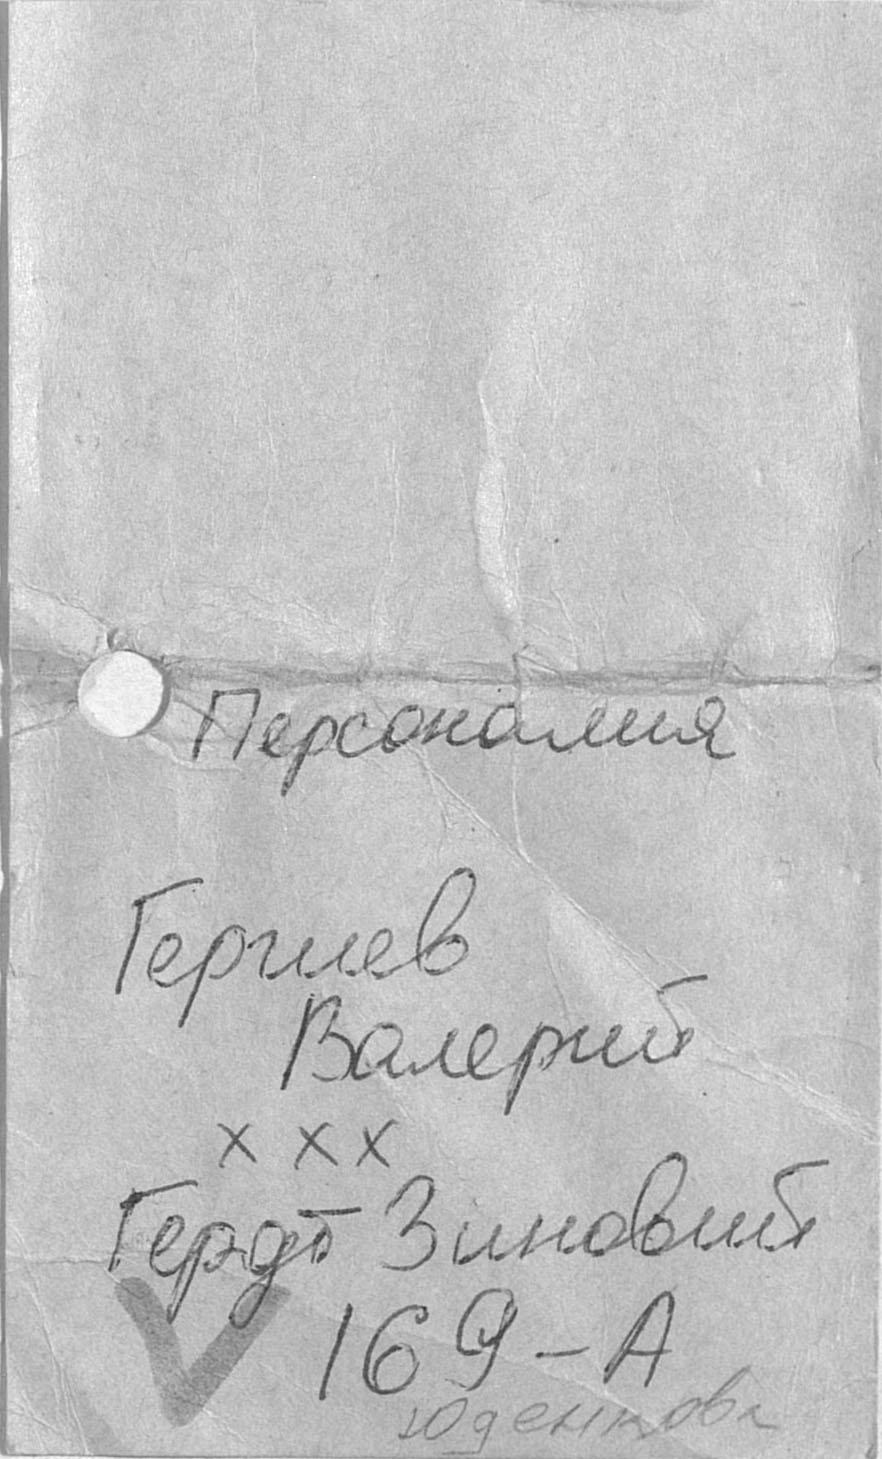 Персоналия
Гергиев
Валерий
х х х
Гердт Зиновий
169-А
Юденкова